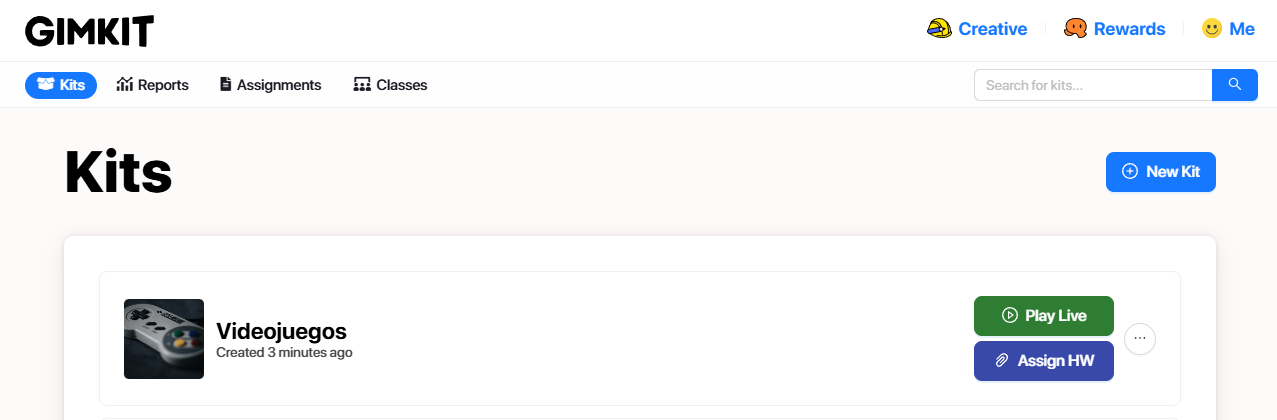 GIMKIT
Creative
Rewards
Me
Kits
Reports
Assignments
Classes
Search for kits...
Kits
New Kit
Videojuegos
Created 3 minutes ago
Play Live
Assign HW